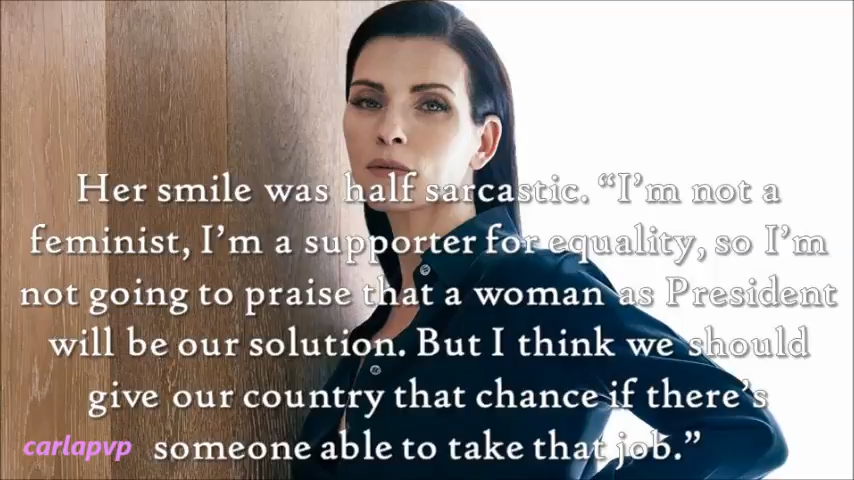 Her smile was half sarcastic. “I’m not a
feminist, I’m a supporter for equality, so I’m
not going to praise that a woman as President
will be our solution. But I think we should
give our country that chance if there’s
someone able to take that job.”
carlapvp